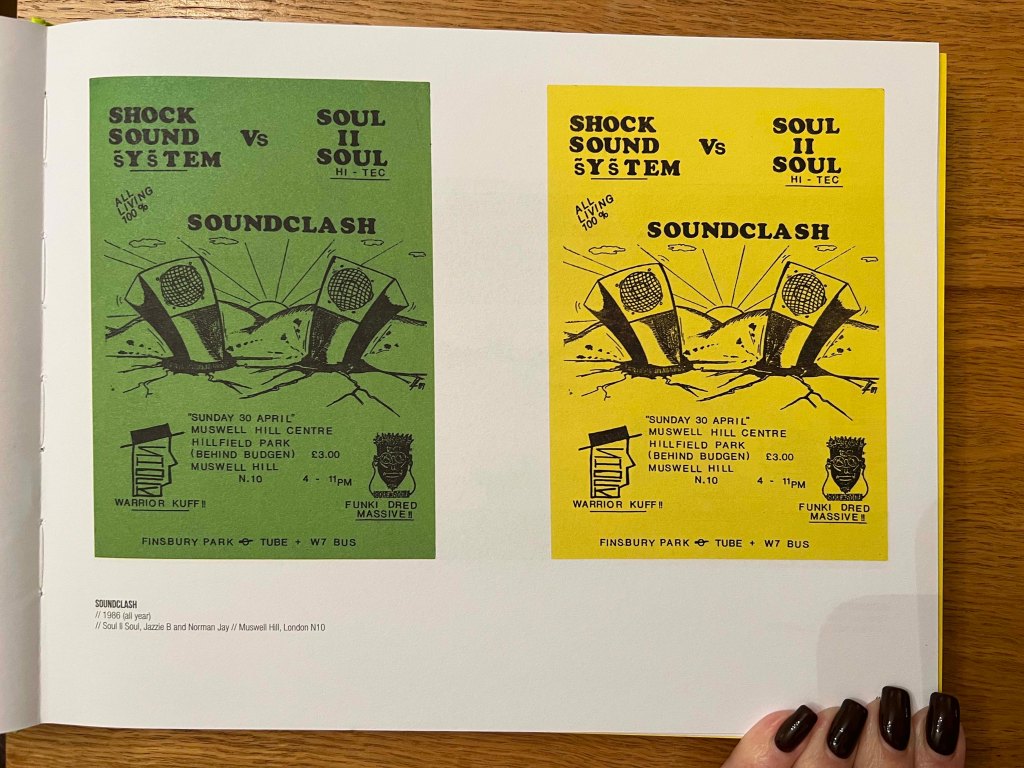 SHOCK
SOUND
SYSTEM
Vs
SOUL
II
SOUL
HI - TEC
ALL
LIVING
100 %
SOUNDCLASH
"SUNDAY 30 APRIL"
MUSWELL HILL CENTRE
HILLFIELD PARK
(BEHIND BUDGEN) £3.00
MUSWELL HILL
N.10 4 - 11PM
WARRIOR KUFF!!
FUNKI DRED
MASSIVE!!
FINSBURY PARK TUBE + W7 BUS
SHOCK
SOUND
SYSTEM
Vs
SOUL
II
SOUL
HI - TEC
ALL
LIVING
100 %
SOUNDCLASH
"SUNDAY 30 APRIL"
MUSWELL HILL CENTRE
HILLFIELD PARK
(BEHIND BUDGEN) £3.00
MUSWELL HILL
N.10 4 - 11PM
WARRIOR KUFF!!
FUNKI DRED
MASSIVE!!
FINSBURY PARK TUBE + W7 BUS
SOUNDCLASH
// 1986 (all year)
// Soul II Soul, Jazzie B and Norman Jay // Muswell Hill, London N10